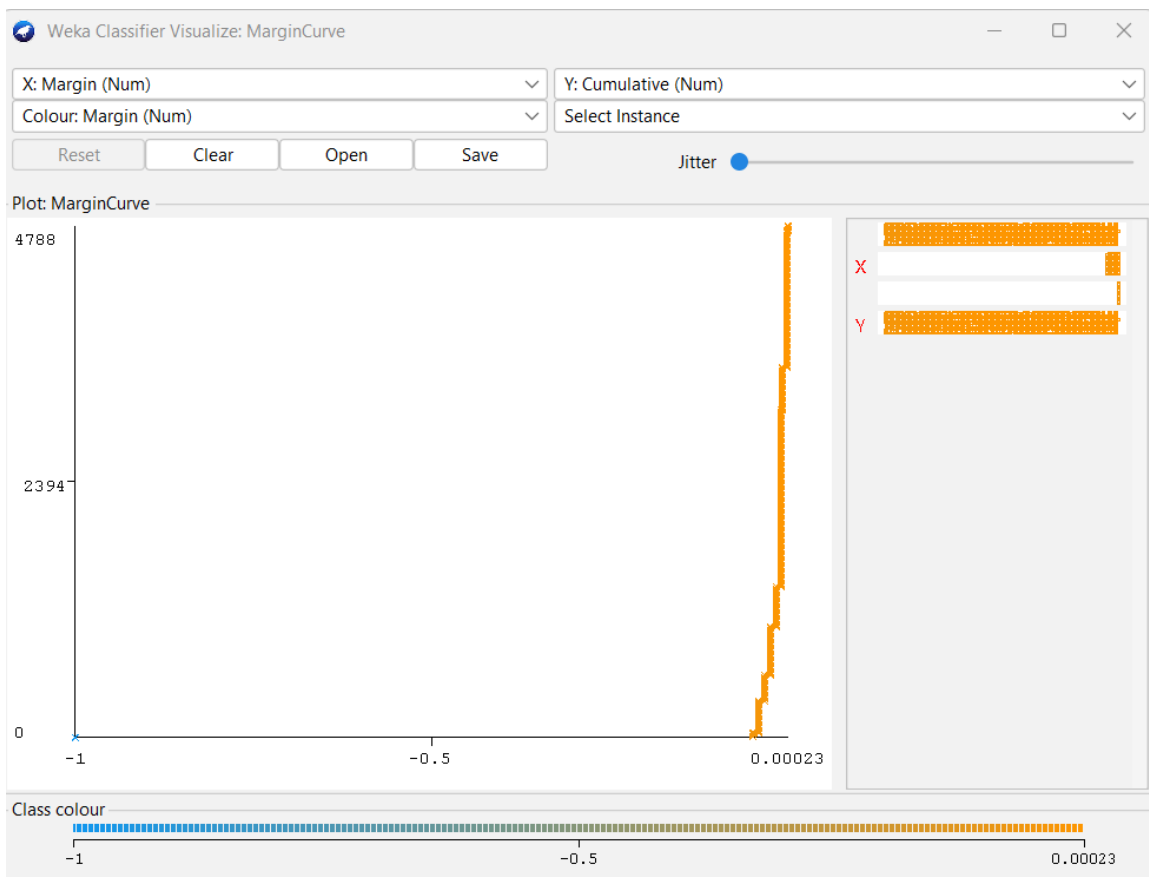 Weka Classifier Visualize: MarginCurve
X: Margin (Num) Y: Cumulative (Num)
Colour: Margin (Num) Select Instance
Reset Clear Open Save Jitter
Plot: MarginCurve
4788
X
Y
2394
0
-1 -0.5 0.00023
Class colour
-1 -0.5 0.00023